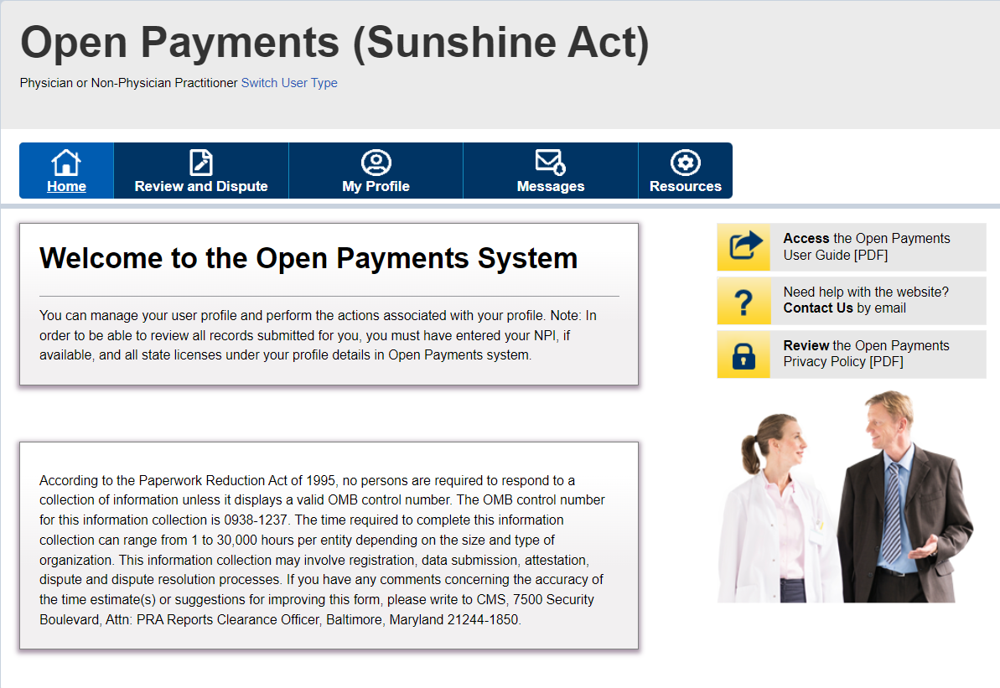 Open Payments (Sunshine Act)
Physician or Non-Physician Practitioner Switch User Type
Home
Review and Dispute
My Profile
Messages
Resources
Welcome to the Open Payments System
You can manage your user profile and perform the actions associated with your profile. Note: In
order to be able to review all records submitted for you, you must have entered your NPI, if
available, and all state licenses under your profile details in Open Payments system.
According to the Paperwork Reduction Act of 1995, no persons are required to respond to a
collection of information unless it displays a valid OMB control number. The OMB control number
for this information collection is 0938-1237. The time required to complete this information
collection can range from 1 to 30,000 hours per entity depending on the size and type of
organization. This information collection may involve registration, data submission, attestation,
dispute and dispute resolution processes. If you have any comments concerning the accuracy of
the time estimate(s) or suggestions for improving this form, please write to CMS, 7500 Security
Boulevard, Attn: PRA Reports Clearance Officer, Baltimore, Maryland 21244-1850.
Access the Open Payments
User Guide [PDF]
?
Need help with the website?
Contact Us by email
Review the Open Payments
Privacy Policy [PDF]